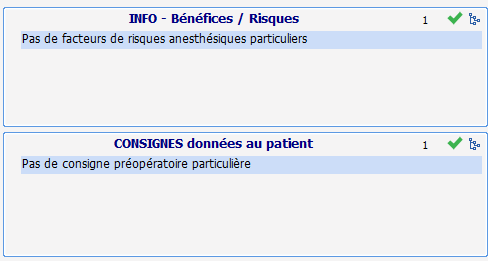 INFO - Bénéfices / Risques 1
Pas de facteurs de risques anesthésiques particuliers
CONSIGNES données au patient 1
Pas de consigne préopératoire particulière